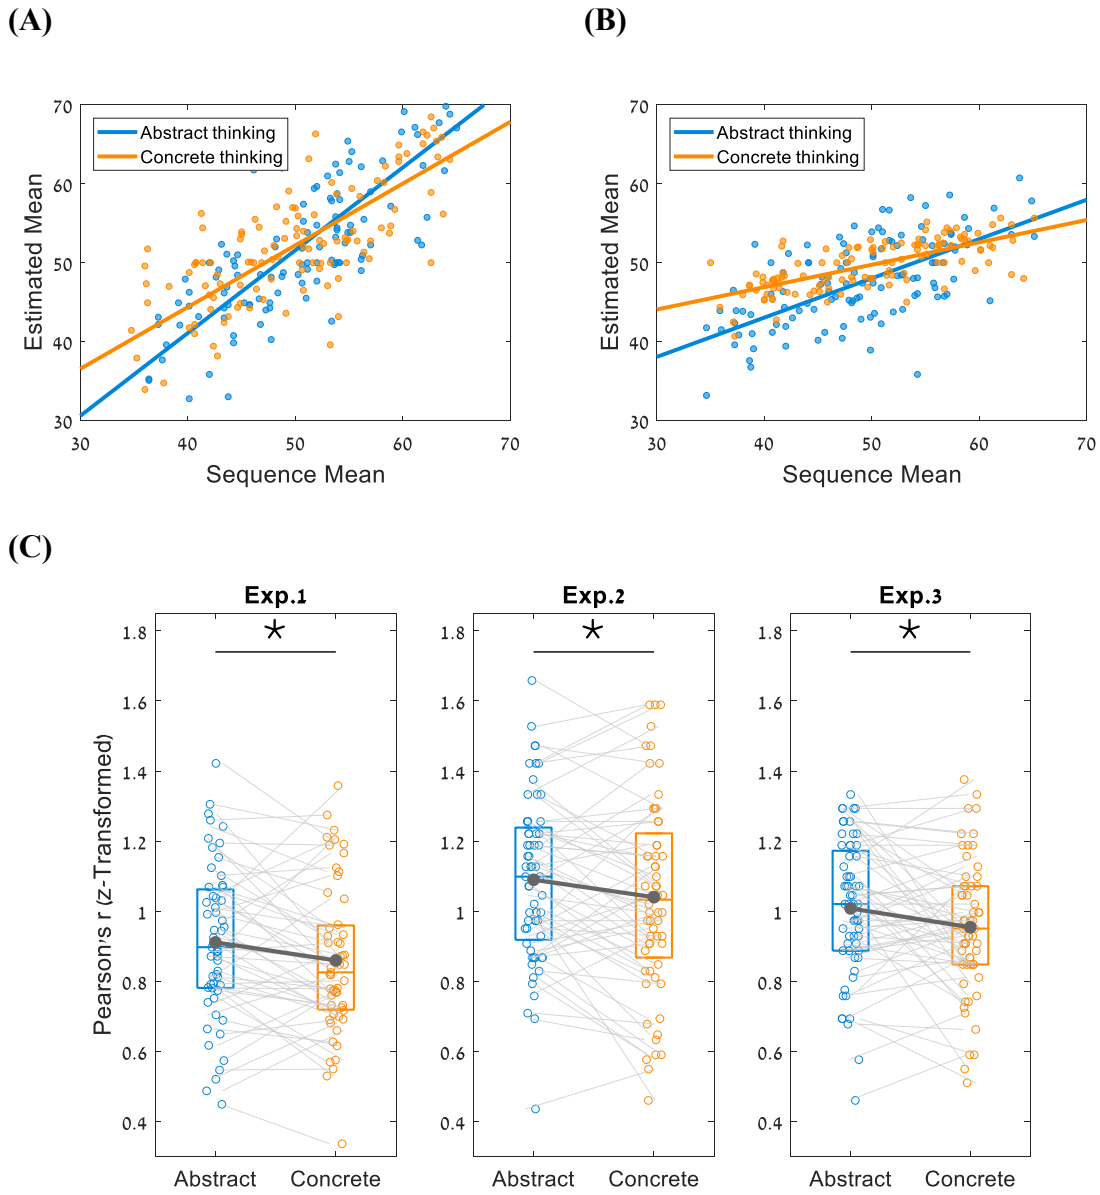 (A)
(B)
70
60
50
40
30
30 40 50 60 70
Estimated Mean
Sequence Mean
Abstract thinking
Concrete thinking
70
60
50
40
30
30 40 50 60 70
Estimated Mean
Sequence Mean
Abstract thinking
Concrete thinking
(C)
Exp.1
Exp.2
Exp.3
Pearson's r (z-Transformed)
1.8
1.6
1.4
1.2
1
0.8
0.6
0.4
Abstract Concrete
1.8
1.6
1.4
1.2
1
0.8
0.6
0.4
Abstract Concrete
1.8
1.6
1.4
1.2
1
0.8
0.6
0.4
Abstract Concrete